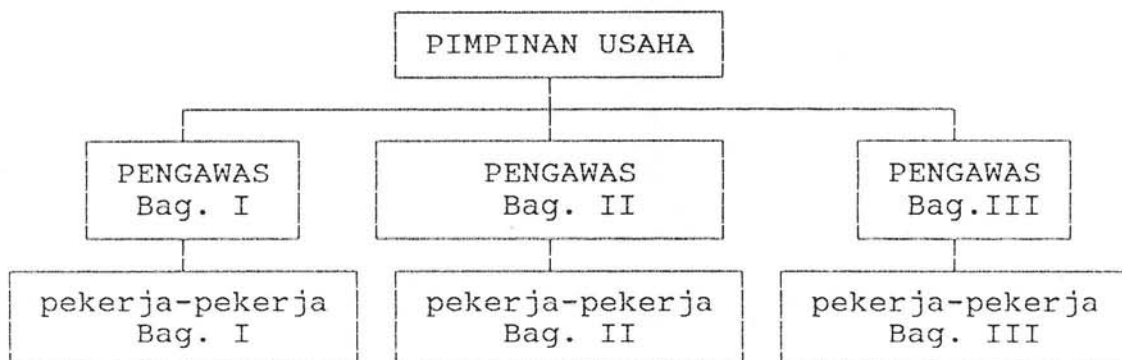 PIMPINAN USAHA
PENGAWAS
Bag. I
PENGAWAS
Bag. II
PENGAWAS
Bag.III
pekerja-pekerja
Bag. I
pekerja-pekerja
Bag. II
pekerja-pekerja
Bag. III